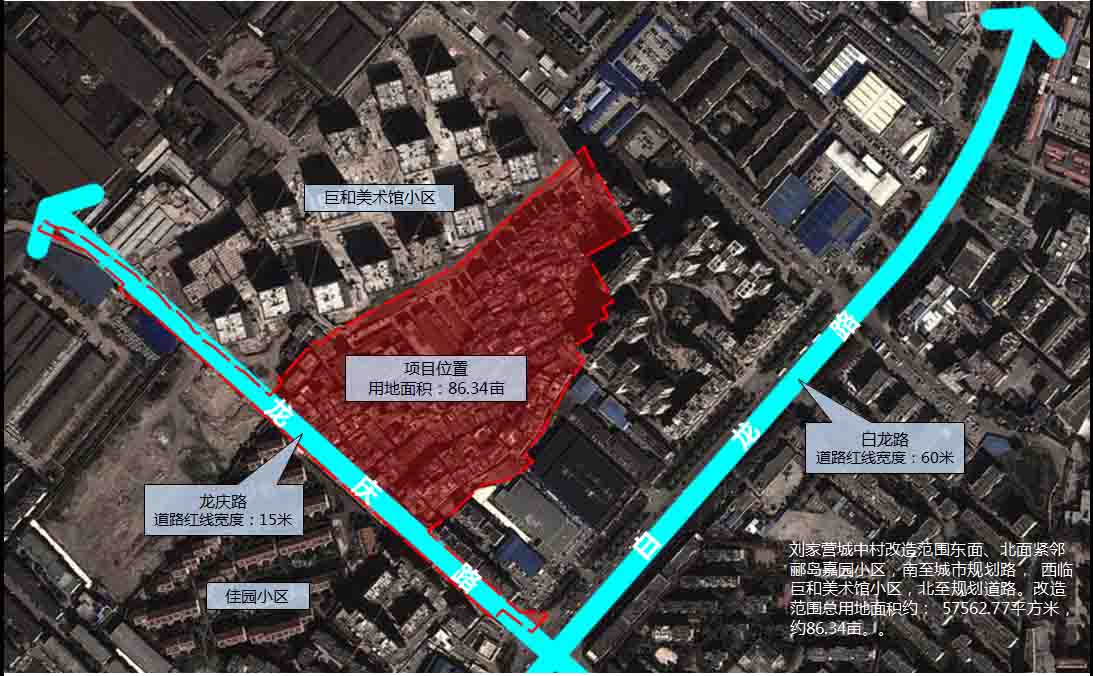 巨和美术馆小区
项目位置
用地面积：86.34亩
龙庆路
白龙路
白龙路
道路红线宽度：60米
龙庆路
道路红线宽度：15米
佳园小区
刘家营城中村改造范围东面、北面紧邻
郦岛嘉园小区，南至城市规划路， 西临
巨和美术馆小区，北至规划道路。改造
范围总用地面积约： 57562.77平方米，
约86.34亩。。